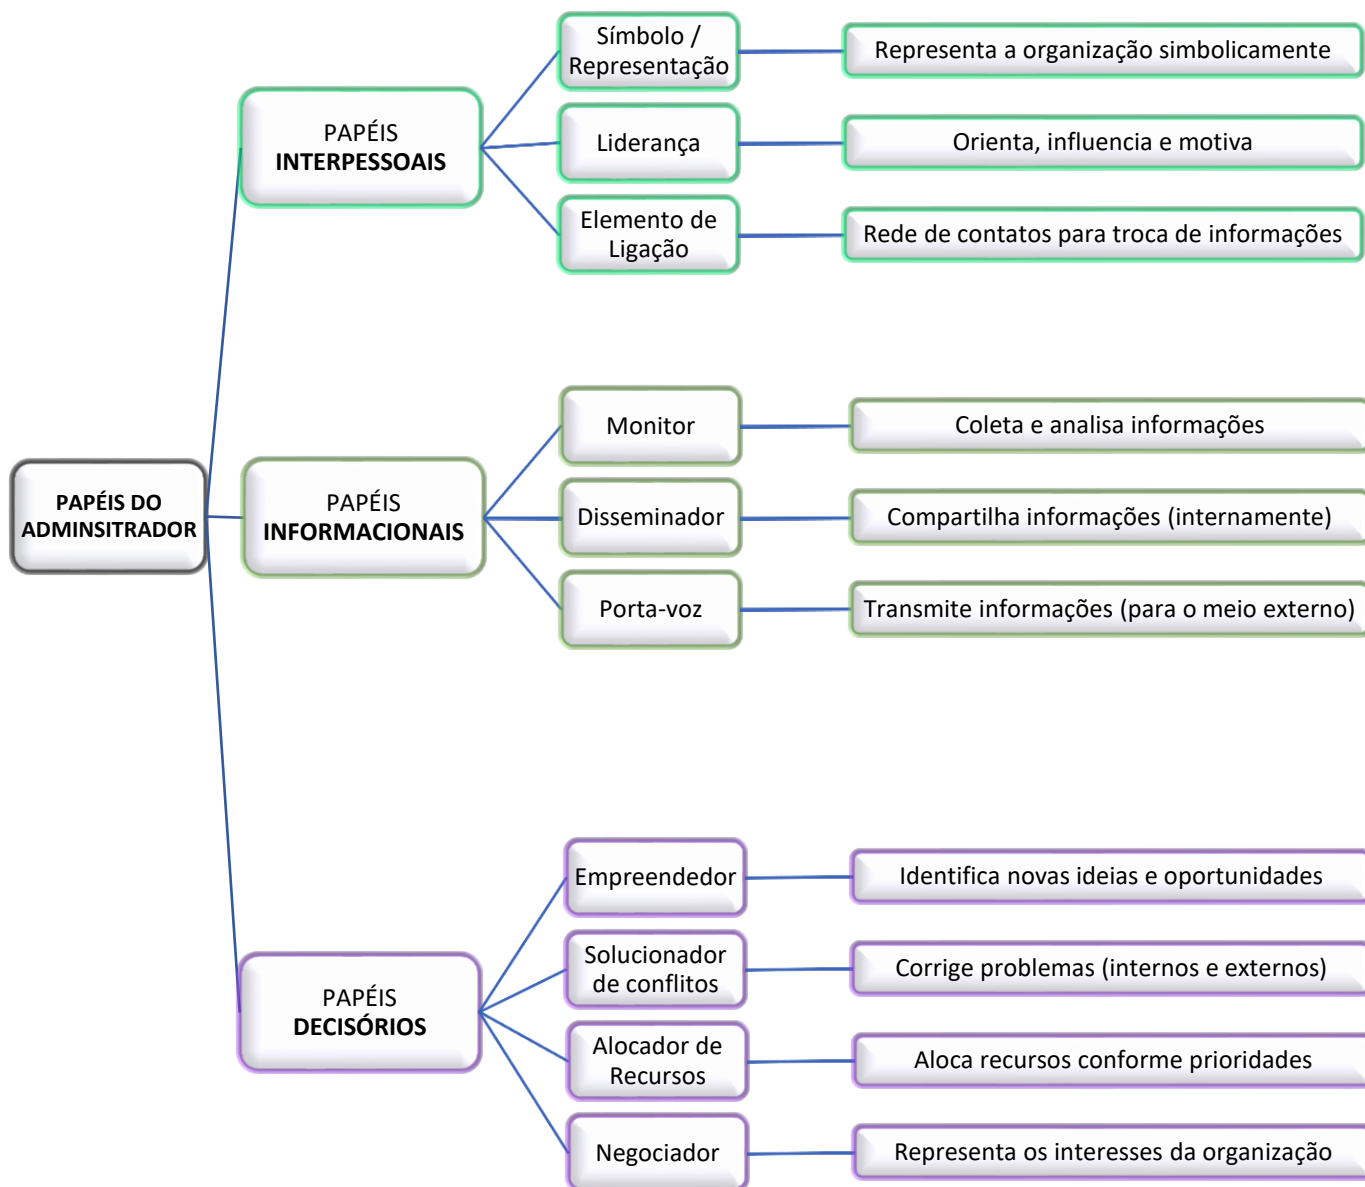 Símbolo /
Representação
Representa a organização simbolicamente
PAPÉIS
INTERPESSOAIS
Liderança
Orienta, influencia e motiva
Elemento de
Ligação
Rede de contatos para troca de informações
PAPÉIS DO
ADMINSITRADOR
PAPÉIS
INFORMACIONAIS
Monitor
Coleta e analisa informações
Disseminador
Compartilha informações (internamente)
Porta-voz
Transmite informações (para o meio externo)
PAPÉIS
DECISÓRIOS
Empreendedor
Identifica novas ideias e oportunidades
Solucionador
de conflitos
Corrige problemas (internos e externos)
Alocador de
Recursos
Aloca recursos conforme prioridades
Negociador
Representa os interesses da organização